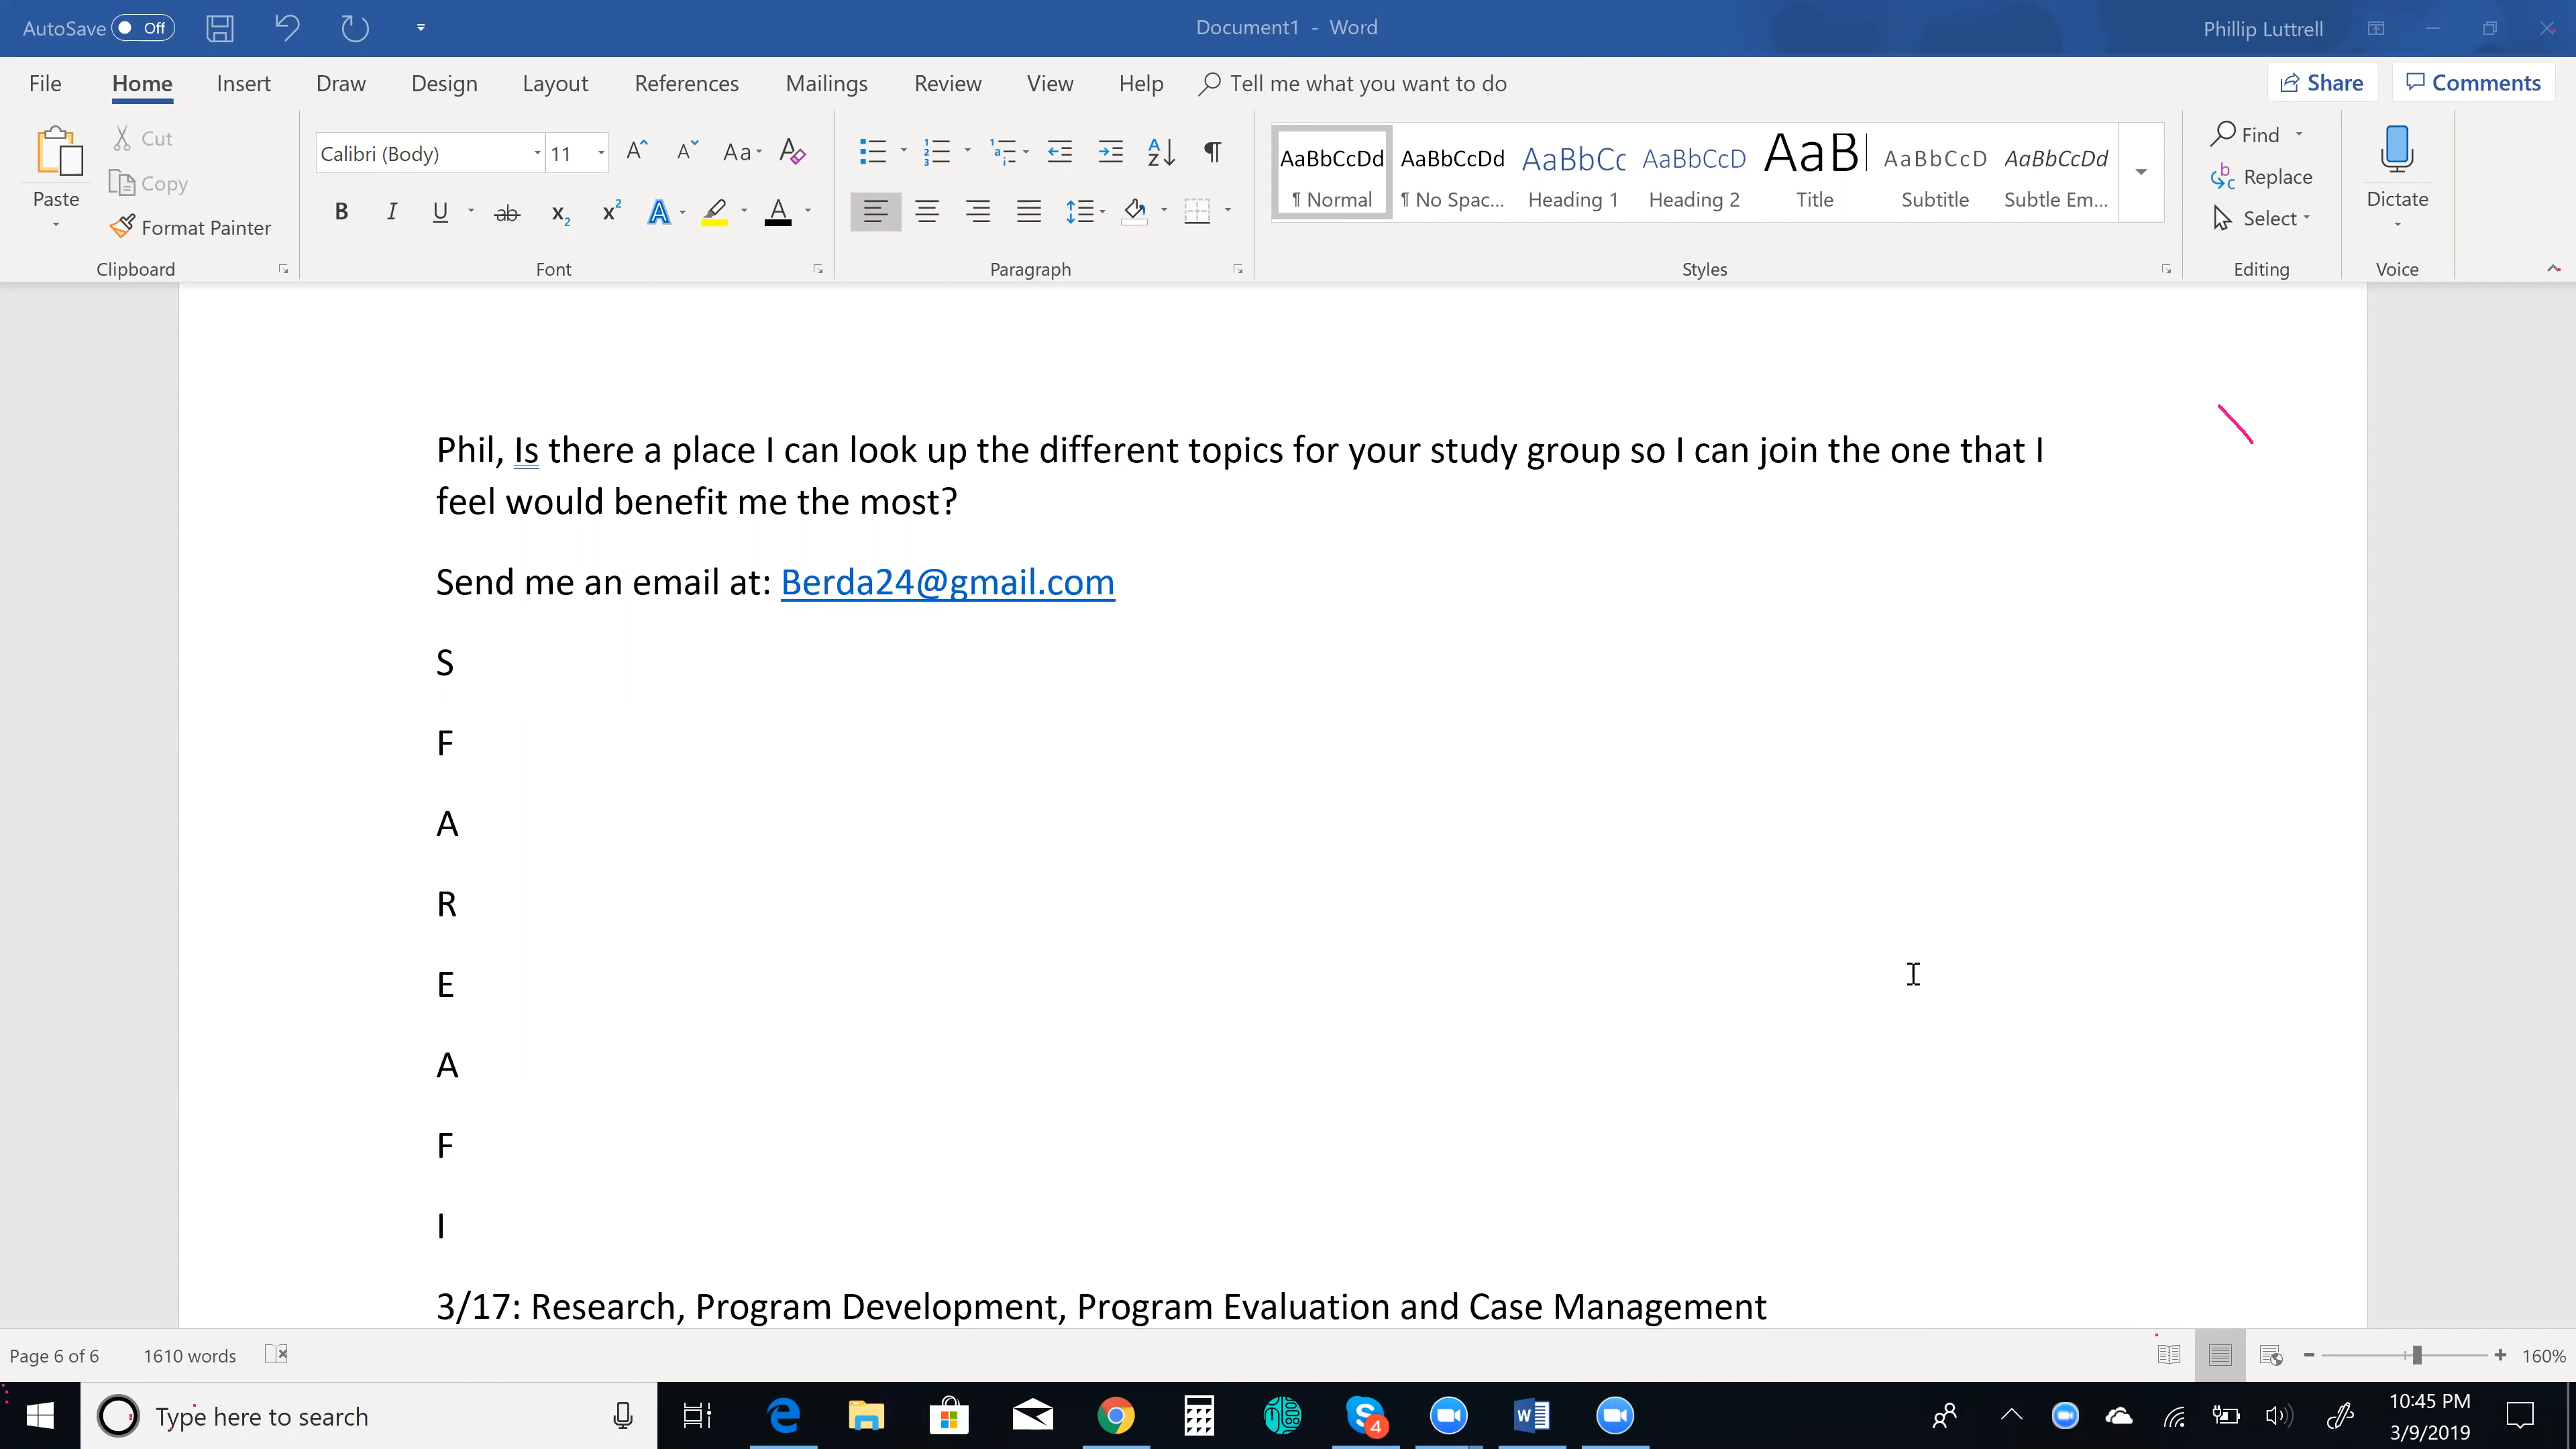 AutoSave Off Document1 - Word Phillip Luttrell
File Home Insert Draw Design Layout References Mailings Review View Help Tell me what you want to do Share Comments
Paste
Cut
Copy
Format Painter
Clipboard
Calibri (Body) 11
Font
Paragraph
AaBbCcDd AaBbCcDd AaBbCc AaBbCcD AaB AaBbCcD AaBbCcDd
¶ Normal ¶ No Spac... Heading 1 Heading 2 Title Subtitle Subtle Em...
Styles
Find
Replace
Select
Editing
Dictate
Voice
Phil, Is there a place I can look up the different topics for your study group so I can join the one that I
feel would benefit me the most?
Send me an email at: Berda24@gmail.com
S
F
A
R
E
A
F
I
3/17: Research, Program Development, Program Evaluation and Case Management
Page 6 of 6 1610 words 160%
Type here to search 4 10:45 PM
3/9/2019